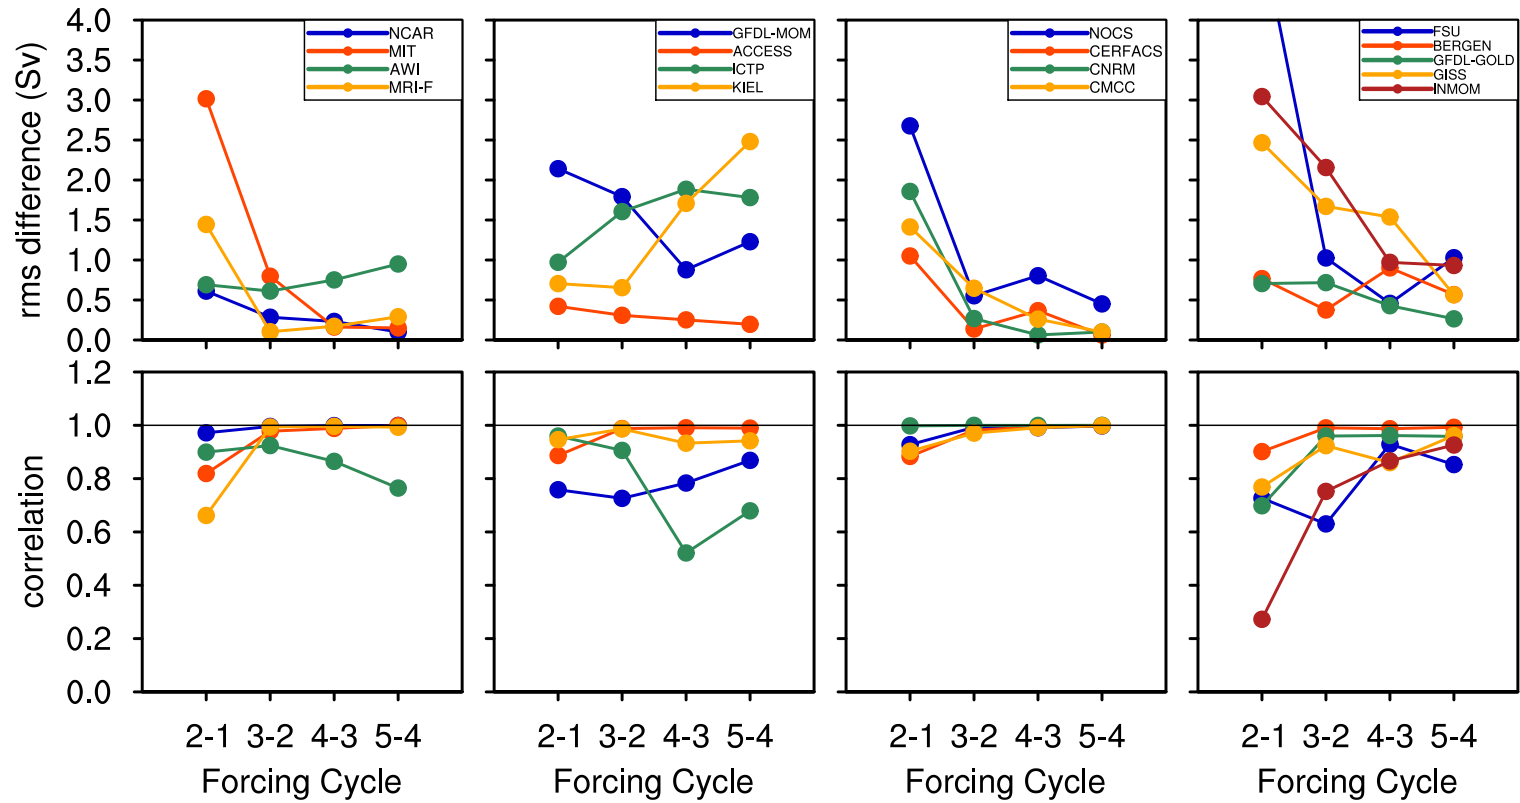 rms difference (Sv)
4.0
3.5
3.0
2.5
2.0
1.5
1.0
0.5
0.0
NCAR
MIT
AWI
MRI-F
GFDL-MOM
ACCESS
ICTP
KIEL
NOCS
CERFACS
CNRM
CMCC
FSU
BERGEN
GFDL-GOLD
GISS
INMOM
correlation
1.2
1.0
0.8
0.6
0.4
0.2
0.0
2-1 3-2 4-3 5-4
Forcing Cycle
2-1 3-2 4-3 5-4
Forcing Cycle
2-1 3-2 4-3 5-4
Forcing Cycle
2-1 3-2 4-3 5-4
Forcing Cycle